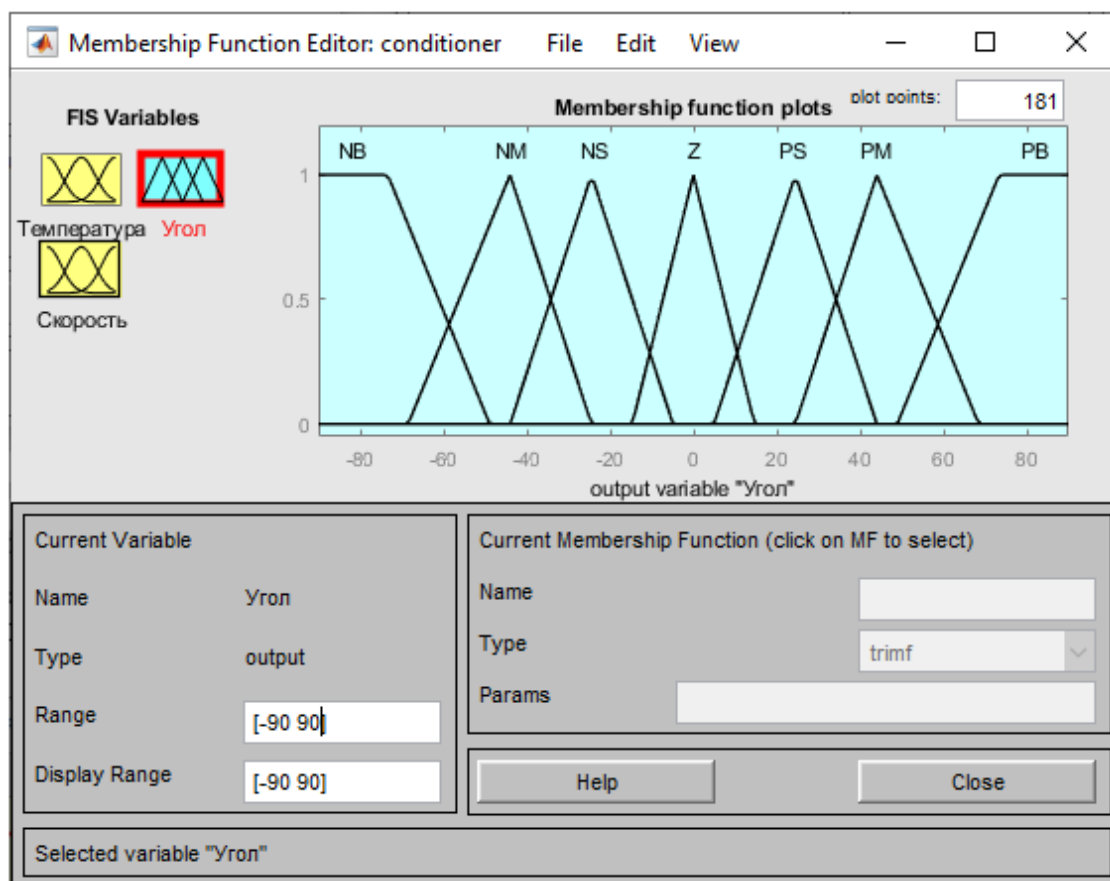 Membership Function Editor: conditioner File Edit View
FIS Variables
Температура Угол
Скорость
Membership function plots plot points: 181
NB NM NS Z PS PM PB
1
0.5
0
-80 -60 -40 -20 0 20 40 60 80
output variable "Угол"
Current Variable
Name Угол
Type output
Range [-90 90]
Display Range [-90 90]
Current Membership Function (click on MF to select)
Name
Type trimf
Params
Help Close
Selected variable "Угол"